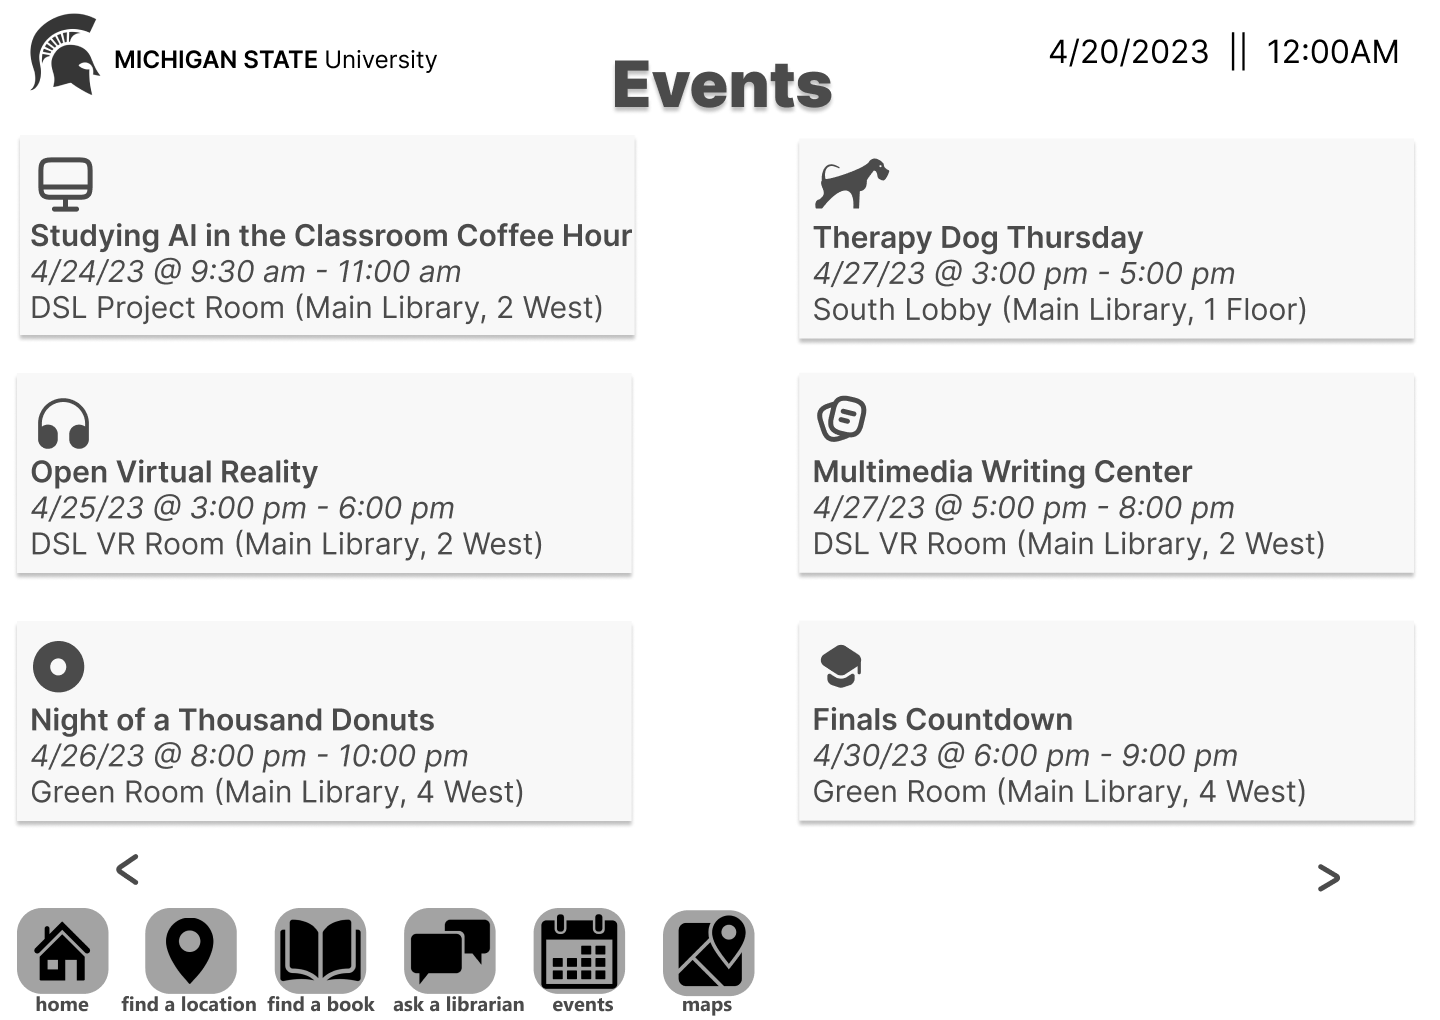 MICHIGAN STATE University
Events
4/20/2023 || 12:00AM
Studying AI in the Classroom Coffee Hour
4/24/23 @ 9:30 am - 11:00 am
DSL Project Room (Main Library, 2 West)
Therapy Dog Thursday
4/27/23 @ 3:00 pm - 5:00 pm
South Lobby (Main Library, 1 Floor)
Open Virtual Reality
4/25/23 @ 3:00 pm - 6:00 pm
DSL VR Room (Main Library, 2 West)
Multimedia Writing Center
4/27/23 @ 5:00 pm - 8:00 pm
DSL VR Room (Main Library, 2 West)
Night of a Thousand Donuts
4/26/23 @ 8:00 pm - 10:00 pm
Green Room (Main Library, 4 West)
Finals Countdown
4/30/23 @ 6:00 pm - 9:00 pm
Green Room (Main Library, 4 West)
< >
home find a location find a book ask a librarian events maps